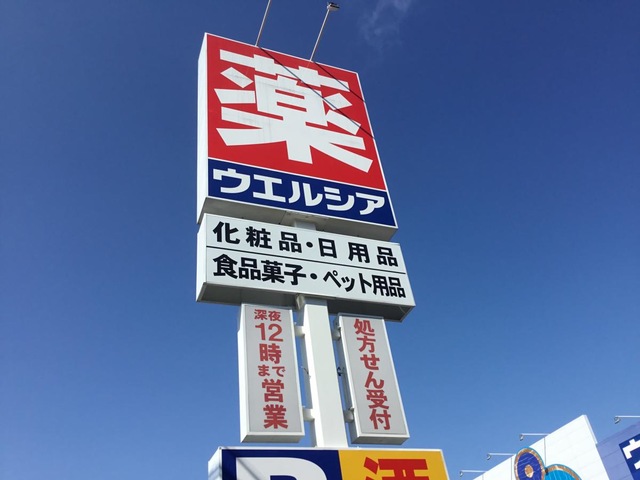 薬
ウエルシア
化粧品・日用品
食品菓子・ペット用品
深夜
12
時まで
営業
処方せん受付
酒